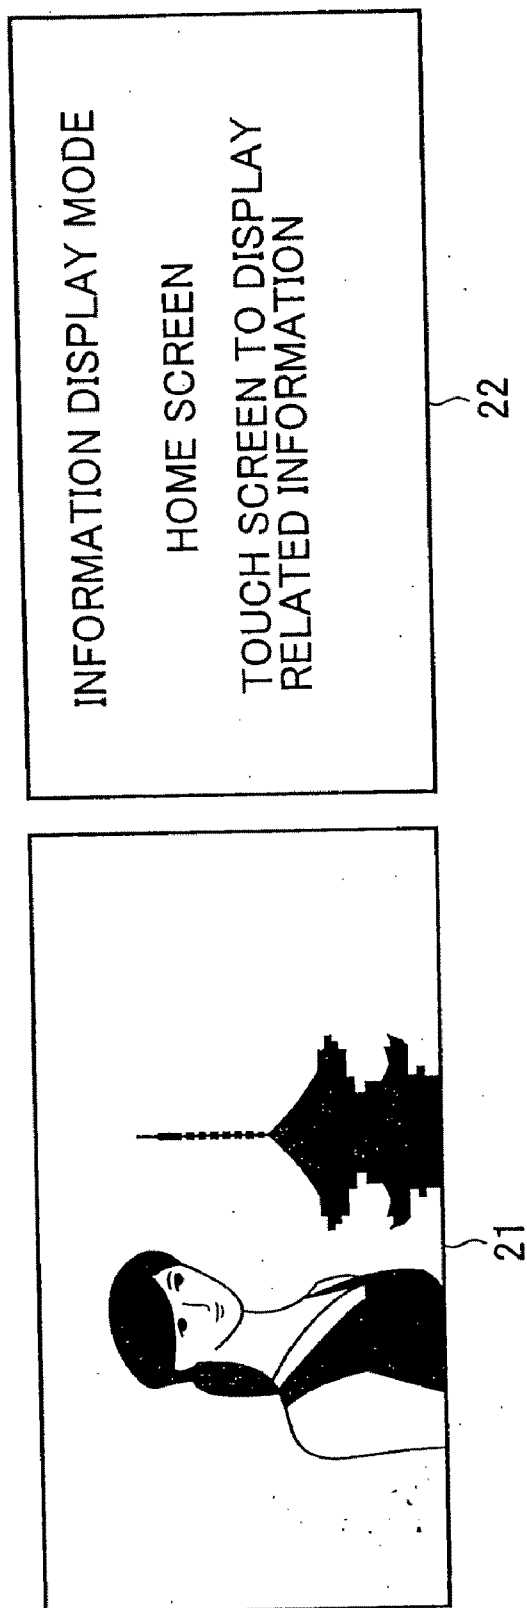 INFORMATION DISPLAY MODE
HOME SCREEN
TOUCH SCREEN TO DISPLAY
RELATED INFORMATION
21
22